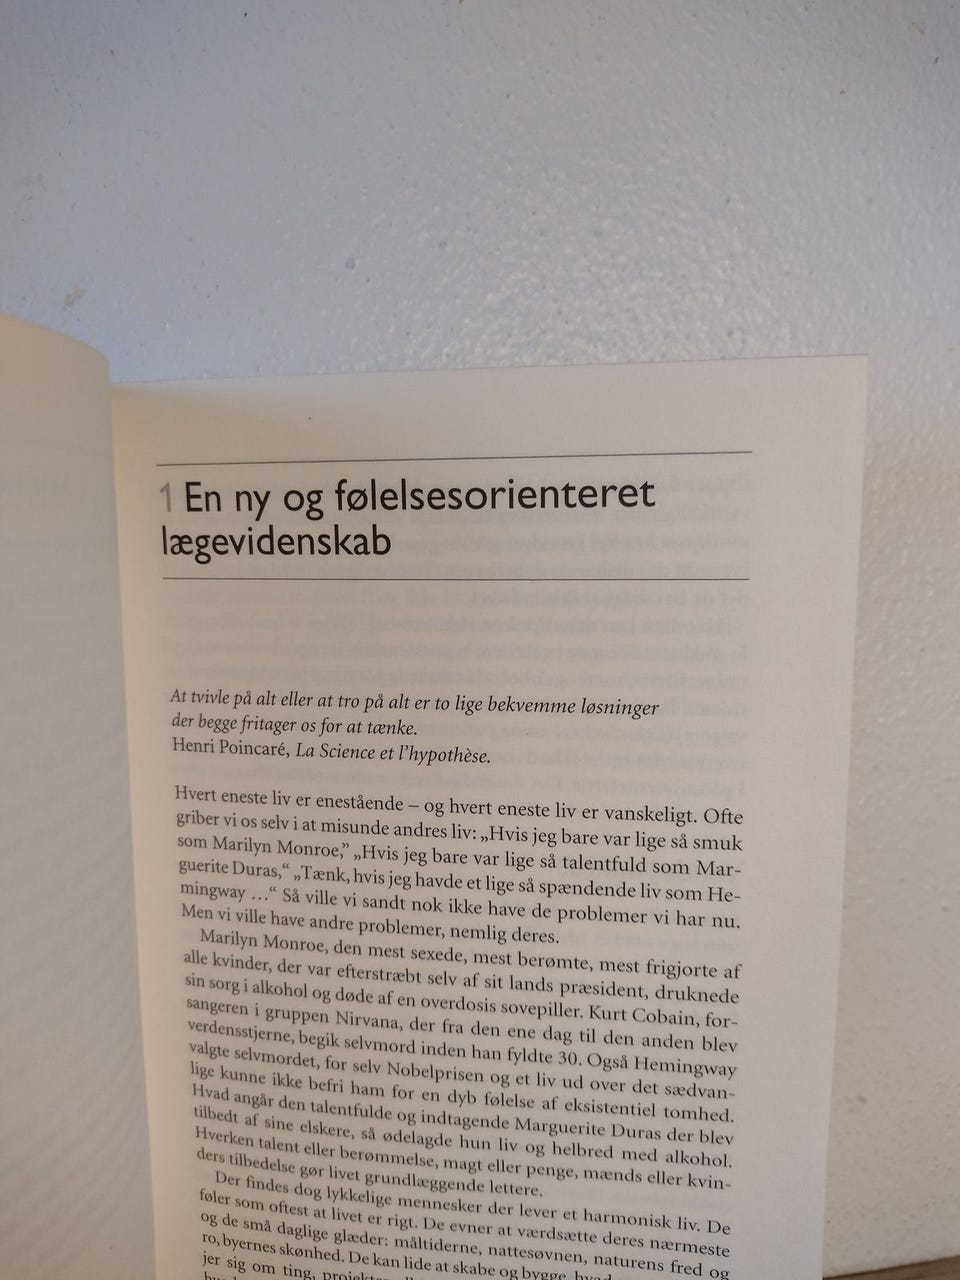 1 En ny og følelsesorienteret
lægevidenskab
At tvivle på alt eller at tro på alt er to lige bekvemme løsninger
der begge fritager os for at tænke.
Henri Poincaré, La Science et l’hypothèse.
Hvert eneste liv er enestående – og hvert eneste liv er vanskeligt. Ofte
griber vi os selv i at misunde andres liv: „Hvis jeg bare var lige så smuk
som Marilyn Monroe,” „Hvis jeg bare var lige så talentfuld som Mar-
guerite Duras,“ „Tænk, hvis jeg havde et lige så spændende liv som He-
mingway ...“ Så ville vi sandt nok ikke have de problemer vi har nu.
Men vi ville have andre problemer, nemlig deres.
Marilyn Monroe, den mest sexede, mest berømte, mest frigjorte af
alle kvinder, der var efterstræbt selv af sit lands præsident, druknede
sin sorg i alkohol og døde af en overdosis sovepiller. Kurt Cobain, for-
sangeren i gruppen Nirvana, der fra den ene dag til den anden blev
verdensstjerne, begik selvmord inden han fyldte 30. Også Hemingway
valgte selvmordet, for selv Nobelprisen og et liv ud over det sædvan-
lige kunne ikke befri ham for en dyb følelse af eksistentiel tomhed.
Hvad angår den talentfulde og indtagende Marguerite Duras der blev
tilbedt af sine elskere, så ødelagde hun liv og helbred med alkohol.
Hverken talent eller berømmelse, magt eller penge, mænds eller kvin-
ders tilbedelse gør livet grundlæggende lettere.
Der findes dog lykkelige mennesker der lever et harmonisk liv. De
føler som oftest at livet er rigt. De evner at værdsætte deres nærmeste
og de små daglige glæder: måltiderne, nattesøvnen, naturens fred og
ro, byernes skønhed. De kan lide at skabe og bygge, hvad
jer sig om ting,